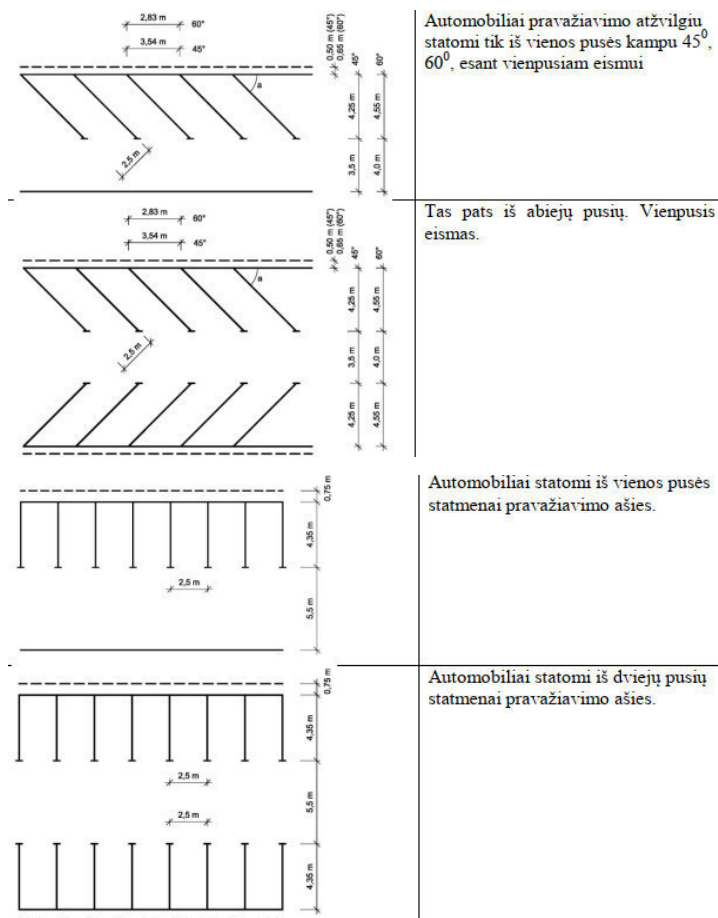 2,83 m 60°
3,54 m 45°
0,50 m (45°)
0,65 m (60°)
45°
60°
a
4,25 m
4,55 m
2,5 m
3,5 m
4,0 m
Automobiliai pravažiavimo atžvilgiu
statomi tik iš vienos pusės kampu 45⁰,
60⁰, esant vienpusiam eismui
2,83 m 60°
3,54 m 45°
0,50 m (45°)
0,65 m (60°)
45°
60°
a
4,25 m
4,55 m
2,5 m
3,5 m
4,0 m
4,25 m
4,55 m
Tas pats iš abiejų pusių. Vienpusis
eismas.
0,75 m
4,35 m
2,5 m
5,5 m
Automobiliai statomi iš vienos pusės
statmenai pravažiavimo ašies.
0,75 m
4,35 m
2,5 m
5,5 m
2,5 m
4,35 m
Automobiliai statomi iš dviejų pusių
statmenai pravažiavimo ašies.